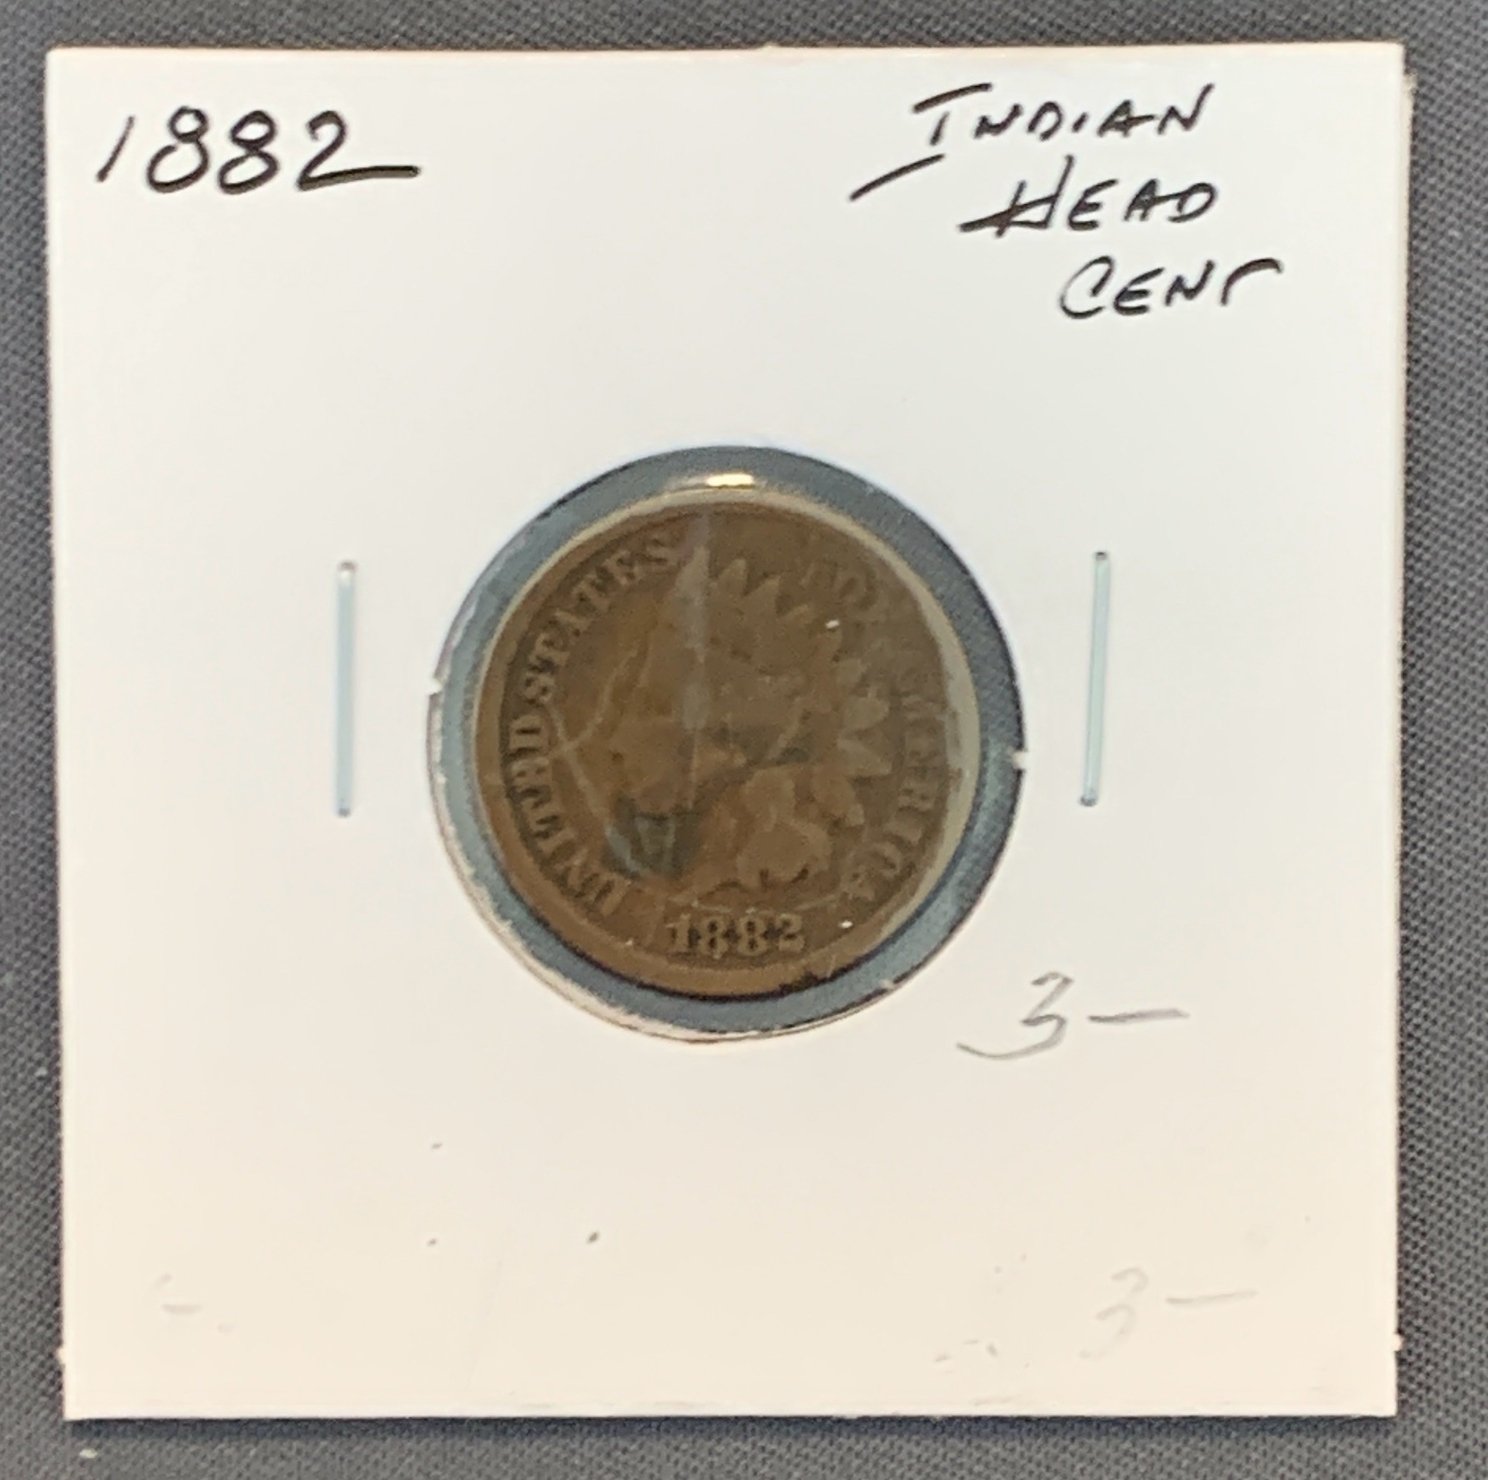 1882
INDIAN
HEAD
CENT
UNITED STATES OF AMERICA
1882
3-
3-